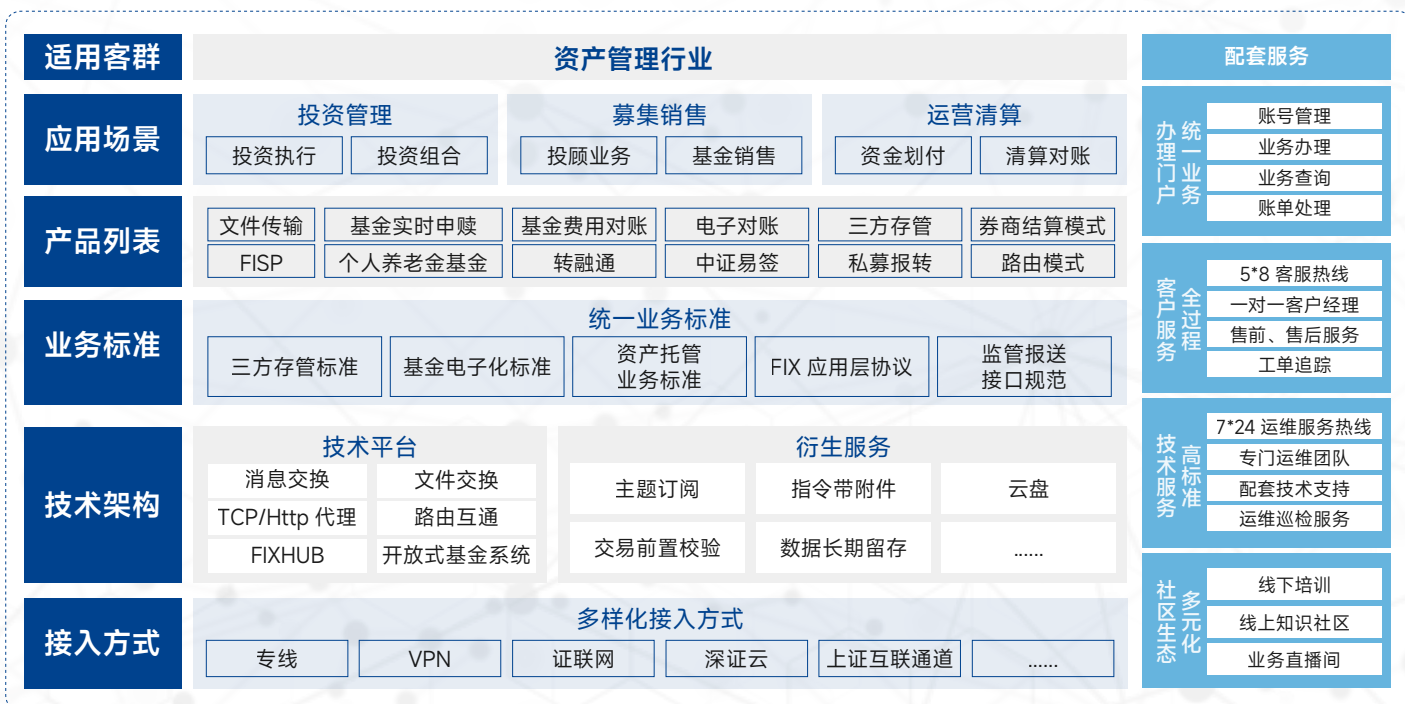 适用客群
资产管理行业
应用场景
投资管理
投资执行
投资组合
募集销售
投顾业务
基金销售
运营清算
资金划付
清算对账
产品列表
文件传输
基金实时申赎
基金费用对账
电子对账
三方存管
券商结算模式
FISP
个人养老金基金
转融通
中证易签
私募报转
路由模式
业务标准
统一业务标准
三方存管标准
基金电子化标准
资产托管
业务标准
FIX 应用层协议
监管报送
接口规范
技术架构
技术平台
消息交换
文件交换
TCP/Http 代理
路由互通
FIXHUB
开放式基金系统
衍生服务
主题订阅
指令带附件
云盘
交易前置校验
数据长期留存
......
接入方式
多样化接入方式
专线
VPN
证联网
深证云
上证互联通道
......
配套服务
统一业务
办理门户
账号管理
业务办理
业务查询
账单处理
全过程
客户服务
5*8 客服热线
一对一客户经理
售前、售后服务
工单追踪
高标准
技术服务
7*24 运维服务热线
专门运维团队
配套技术支持
运维巡检服务
多元化
社区生态
线下培训
线上知识社区
业务直播间